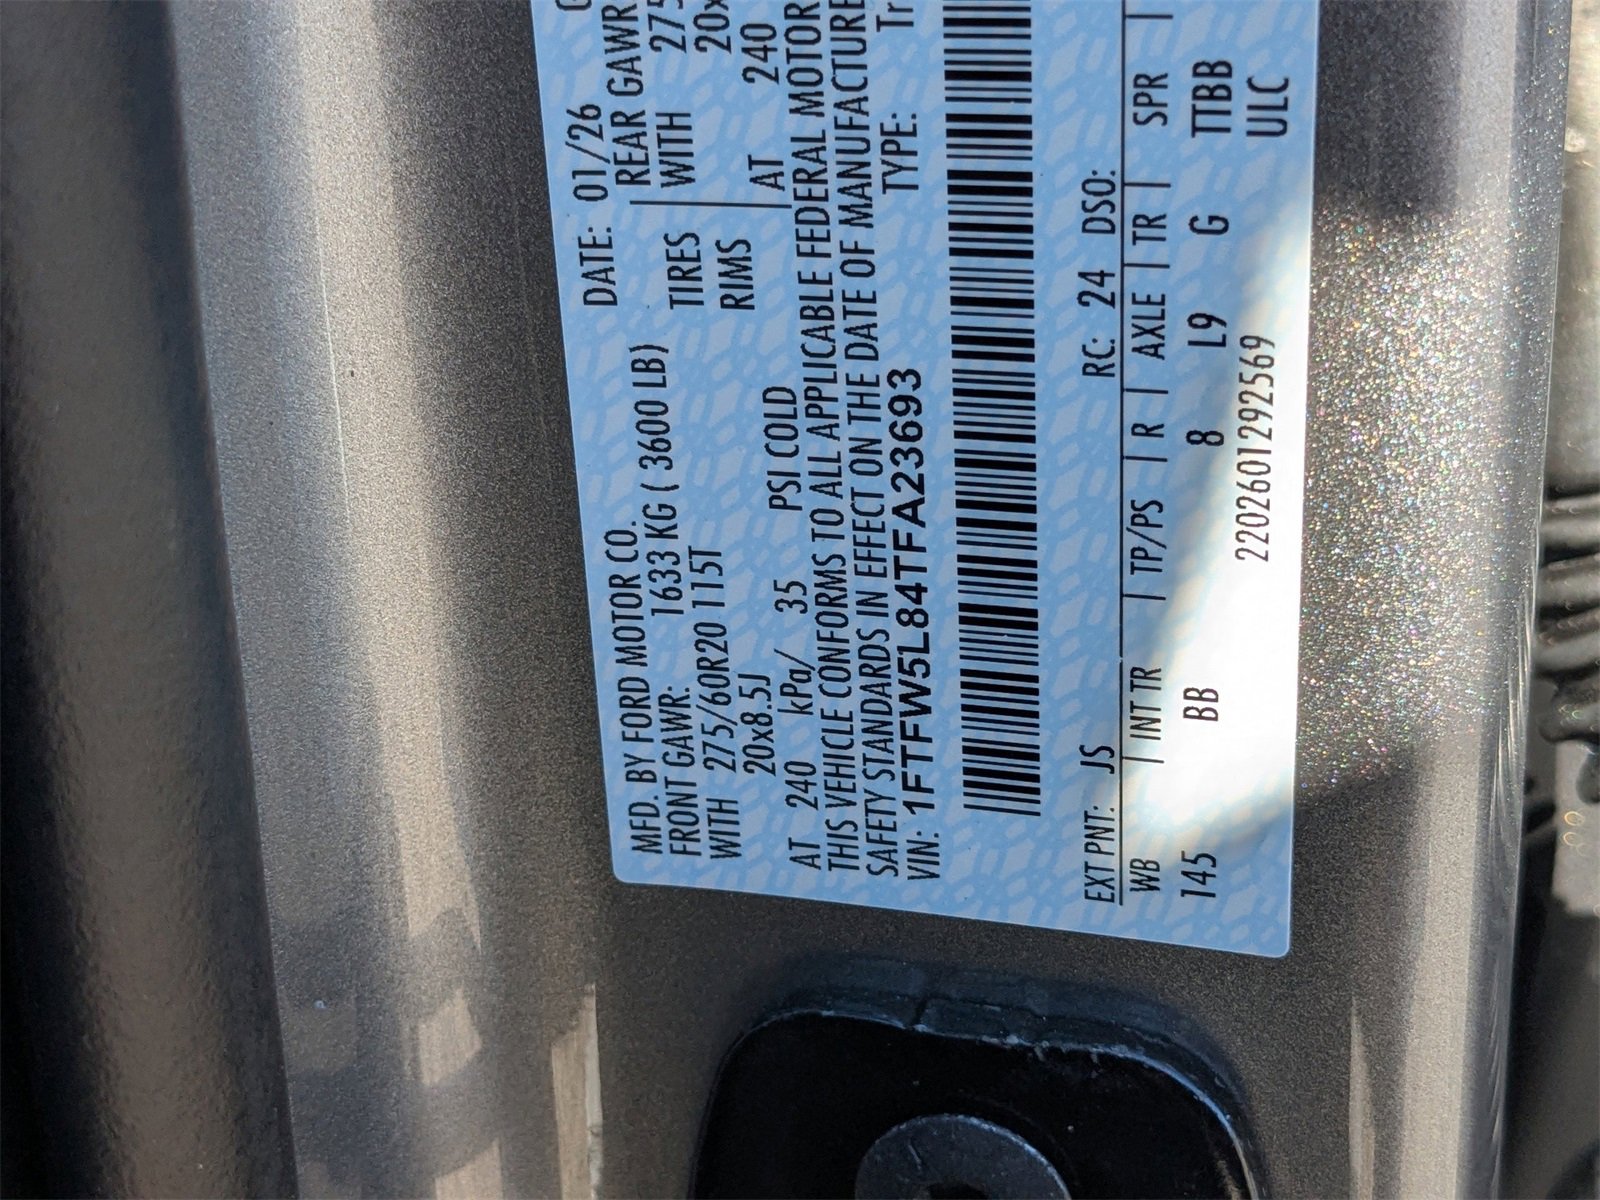 MFD. BY FORD MOTOR CO. DATE: 01/26
FRONT GAWR: 1633 KG ( 3600 LB) REAR GAWR
WITH 275/60R20 115T TIRES WITH 275
20x8.5J RIMS 20x
AT 240 kPa/ 35 PSI COLD AT 240
THIS VEHICLE CONFORMS TO ALL APPLICABLE FEDERAL MOTOR
SAFETY STANDARDS IN EFFECT ON THE DATE OF MANUFACTURE
VIN: 1FTFW5L84TFA23693 TYPE: Tr
EXT PNT: JS RC: 24 DSO:
WB | INT TR | TP/PS | R | AXLE | TR | SPR |
145 BB 8 L9 G TTBB
2202601292569 ULC